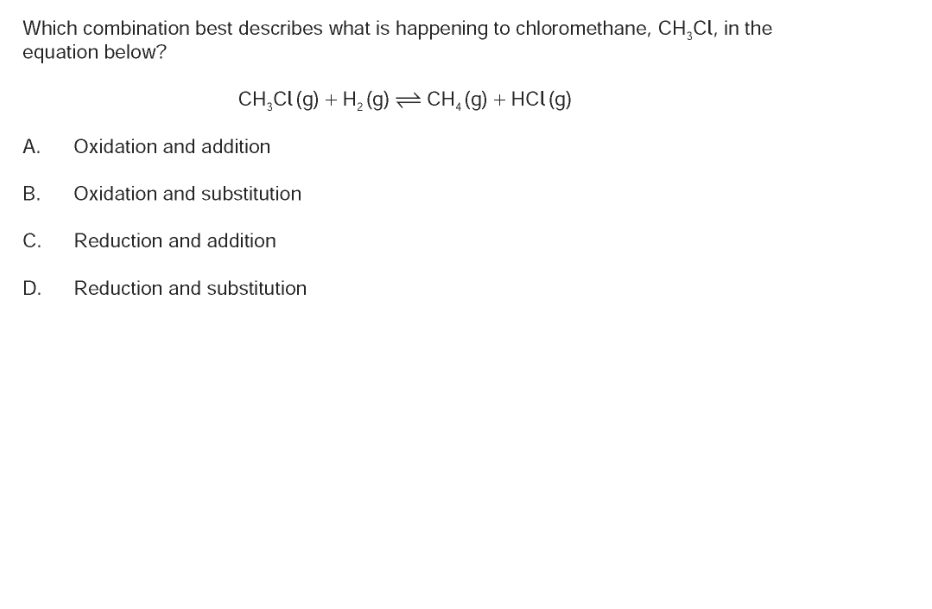 Which combination best describes what is happening to chloromethane, CH₃Cl, in the
equation below?
CH₃Cl (g) + H₂ (g) ⇌ CH₄ (g) + HCl (g)
A. Oxidation and addition
B. Oxidation and substitution
C. Reduction and addition
D. Reduction and substitution